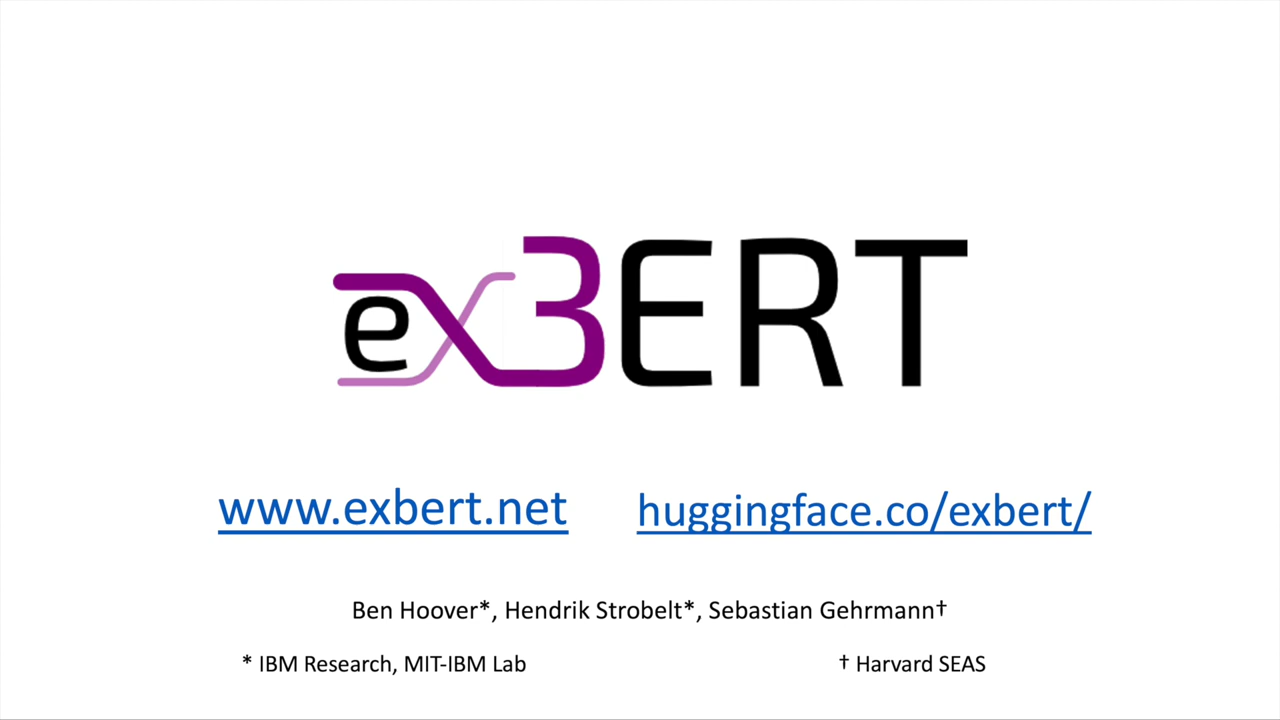 exBERT
www.exbert.net huggingface.co/exbert/
Ben Hoover*, Hendrik Strobelt*, Sebastian Gehrmann†
* IBM Research, MIT-IBM Lab † Harvard SEAS